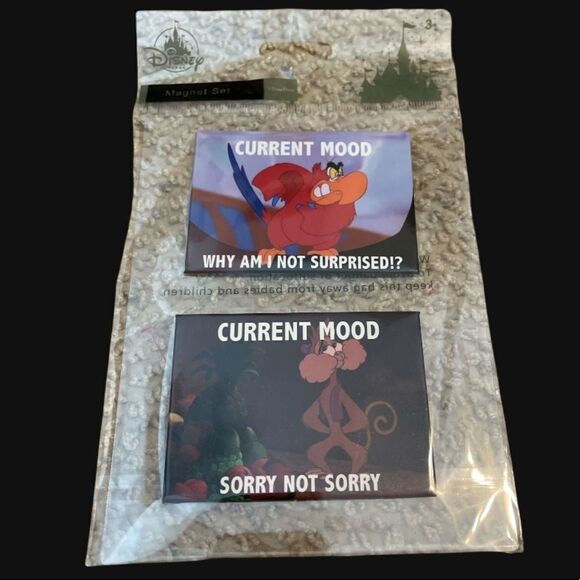 Disney
3+
Magnet Set
CURRENT MOOD
WHY AM I NOT SURPRISED!?
keep this bag away from babies and children
CURRENT MOOD
SORRY NOT SORRY